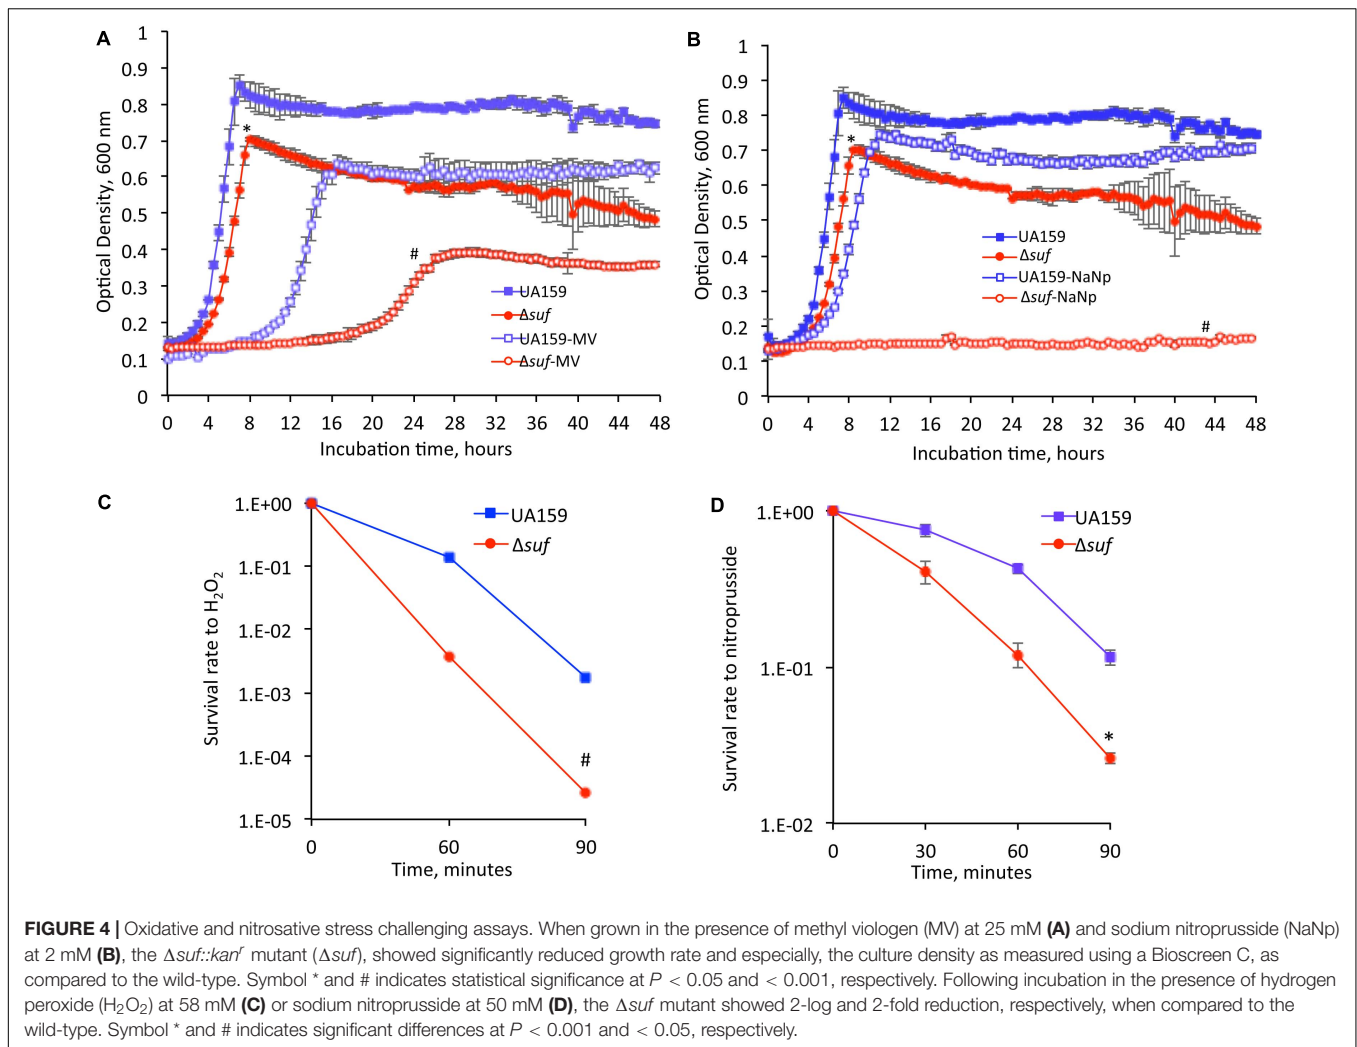 A
1
0.9
0.8
0.7
0.6
0.5
0.4
0.3
0.2
0.1
0
Optical Density, 600 nm
*
#
UA159
Δsuf
UA159-MV
Δsuf-MV
0 4 8 12 16 20 24 28 32 36 40 44 48
Incubation time, hours
B
1
0.9
0.8
0.7
0.6
0.5
0.4
0.3
0.2
0.1
0
Optical Density, 600 nm
*
UA159
Δsuf
UA159-NaNp
Δsuf-NaNp
#
0 4 8 12 16 20 24 28 32 36 40 44 48
Incubation time, hours
C
1.E+00
1.E-01
1.E-02
1.E-03
1.E-04
1.E-05
Survival rate to H2O2
UA159
Δsuf
#
0 60 90
Time, minutes
D
1.E+00
1.E-01
1.E-02
Survival rate to nitroprusside
UA159
Δsuf
*
0 30 60 90
Time, minutes
FIGURE 4 | Oxidative and nitrosative stress challenging assays. When grown in the presence of methyl viologen (MV) at 25 mM (A) and sodium nitroprusside (NaNp)
at 2 mM (B), the Δsuf::kanr mutant (Δsuf), showed significantly reduced growth rate and especially, the culture density as measured using a Bioscreen C, as
compared to the wild-type. Symbol * and # indicates statistical significance at P < 0.05 and < 0.001, respectively. Following incubation in the presence of hydrogen
peroxide (H2O2) at 58 mM (C) or sodium nitroprusside at 50 mM (D), the Δsuf mutant showed 2-log and 2-fold reduction, respectively, when compared to the
wild-type. Symbol * and # indicates significant differences at P < 0.001 and < 0.05, respectively.